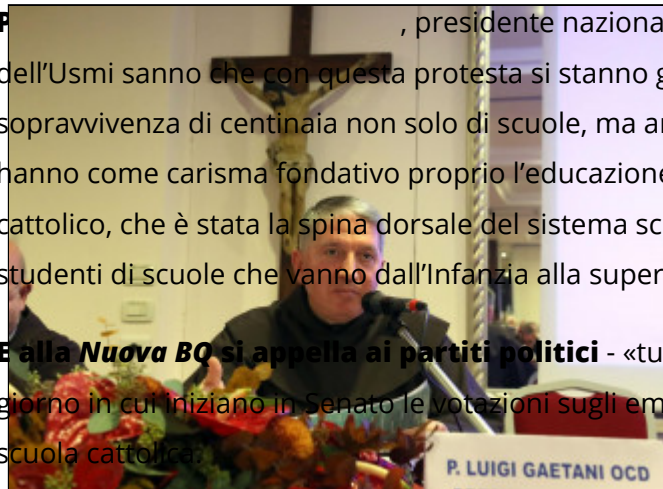 P , presidente naziona
dell'Usmi sanno che con questa protesta si stanno g
sopravvivenza di centinaia non solo di scuole, ma a
hanno come carisma fondativo proprio l'educazione
cattolico, che è stata la spina dorsale del sistema sc
studenti di scuole che vanno dall'Infanzia alla super
E alla Nuova BQ si appella ai partiti politici - «tu
giorno in cui iniziano in Senato le votazioni sugli em
scuola cattolica.
P. LUIGI GAETANI OCD